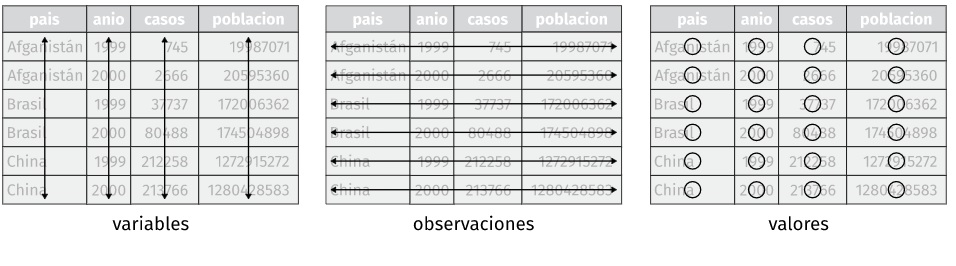 pais anio casos poblacion
Afganistán 1999 745 19987071
Afganistán 2000 2666 20595360
Brasil 1999 37737 172006362
Brasil 2000 80488 174504898
China 1999 212258 1272915272
China 2000 213766 1280428583
variables
pais anio casos poblacion
Afganistán 1999 745 19987071
Afganistán 2000 2666 20595360
Brasil 1999 37737 172006362
Brasil 2000 80488 174504898
China 1999 212258 1272915272
China 2000 213766 1280428583
observaciones
pais anio casos poblacion
Afganistán 1999 745 19987071
Afganistán 2000 2666 20595360
Brasil 1999 37737 172006362
Brasil 2000 80488 174504898
China 1999 212258 1272915272
China 2000 213766 1280428583
valores